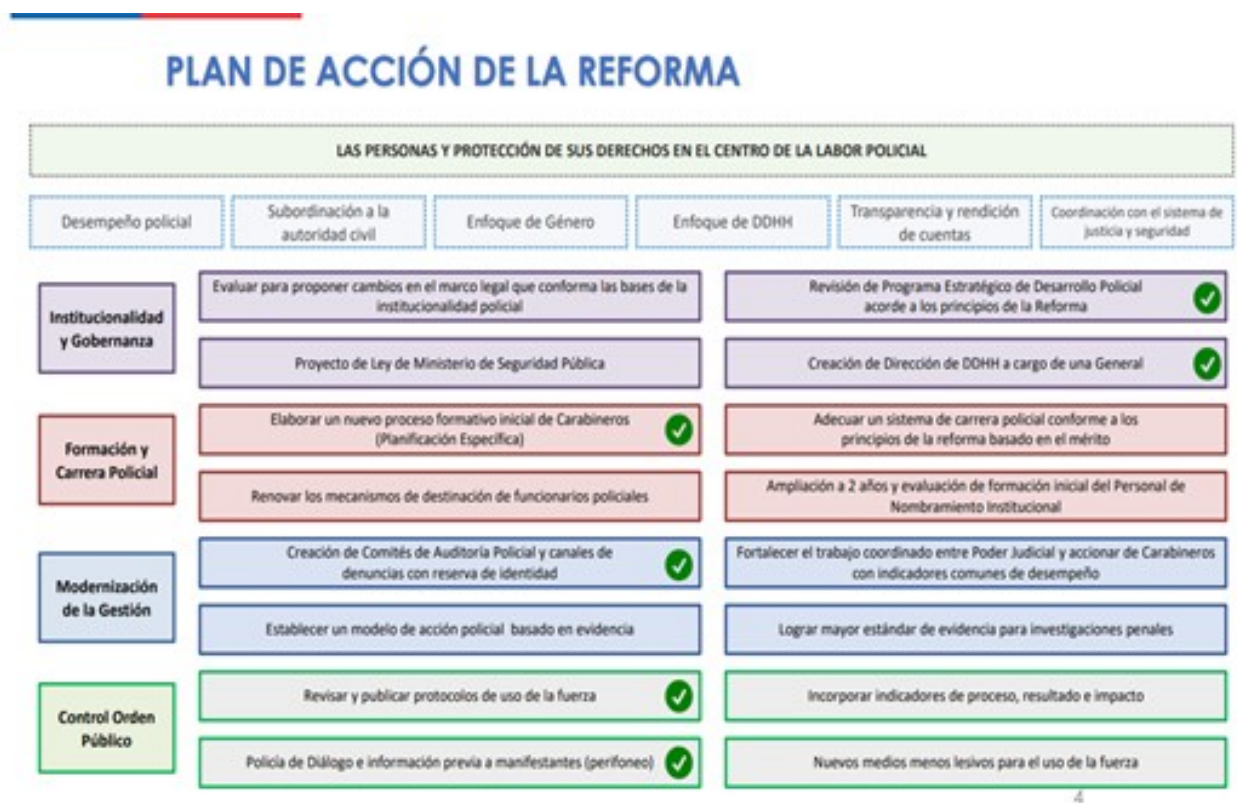 PLAN DE ACCIÓN DE LA REFORMA
LAS PERSONAS Y PROTECCIÓN DE SUS DERECHOS EN EL CENTRO DE LA LABOR POLICIAL
Desempeño policial
Subordinación a la
autoridad civil
Enfoque de Género
Enfoque de DDHH
Transparencia y rendición
de cuentas
Coordinación con el sistema de
justicia y seguridad
Institucionalidad
y Gobernanza
Evaluar para proponer cambios en el marco legal que conforma las bases de la
institucionalidad policial
Revisión de Programa Estratégico de Desarrollo Policial
acorde a los principios de la Reforma
Proyecto de Ley de Ministerio de Seguridad Pública
Creación de Dirección de DDHH a cargo de una General
Formación y
Carrera Policial
Elaborar un nuevo proceso formativo inicial de Carabineros
(Planificación Específica)
Adecuar un sistema de carrera policial conforme a los
principios de la reforma basado en el mérito
Renovar los mecanismos de destinación de funcionarios policiales
Ampliación a 2 años y evaluación de formación inicial del Personal de
Nombramiento Institucional
Modernización
de la Gestión
Creación de Comités de Auditoría Policial y canales de
denuncias con reserva de identidad
Fortalecer el trabajo coordinado entre Poder Judicial y accionar de Carabineros
con indicadores comunes de desempeño
Establecer un modelo de acción policial basado en evidencia
Lograr mayor estándar de evidencia para investigaciones penales
Control Orden
Público
Revisar y publicar protocolos de uso de la fuerza
Incorporar indicadores de proceso, resultado e impacto
Policía de Diálogo e información previa a manifestantes (perifoneo)
Nuevos medios menos lesivos para el uso de la fuerza
4